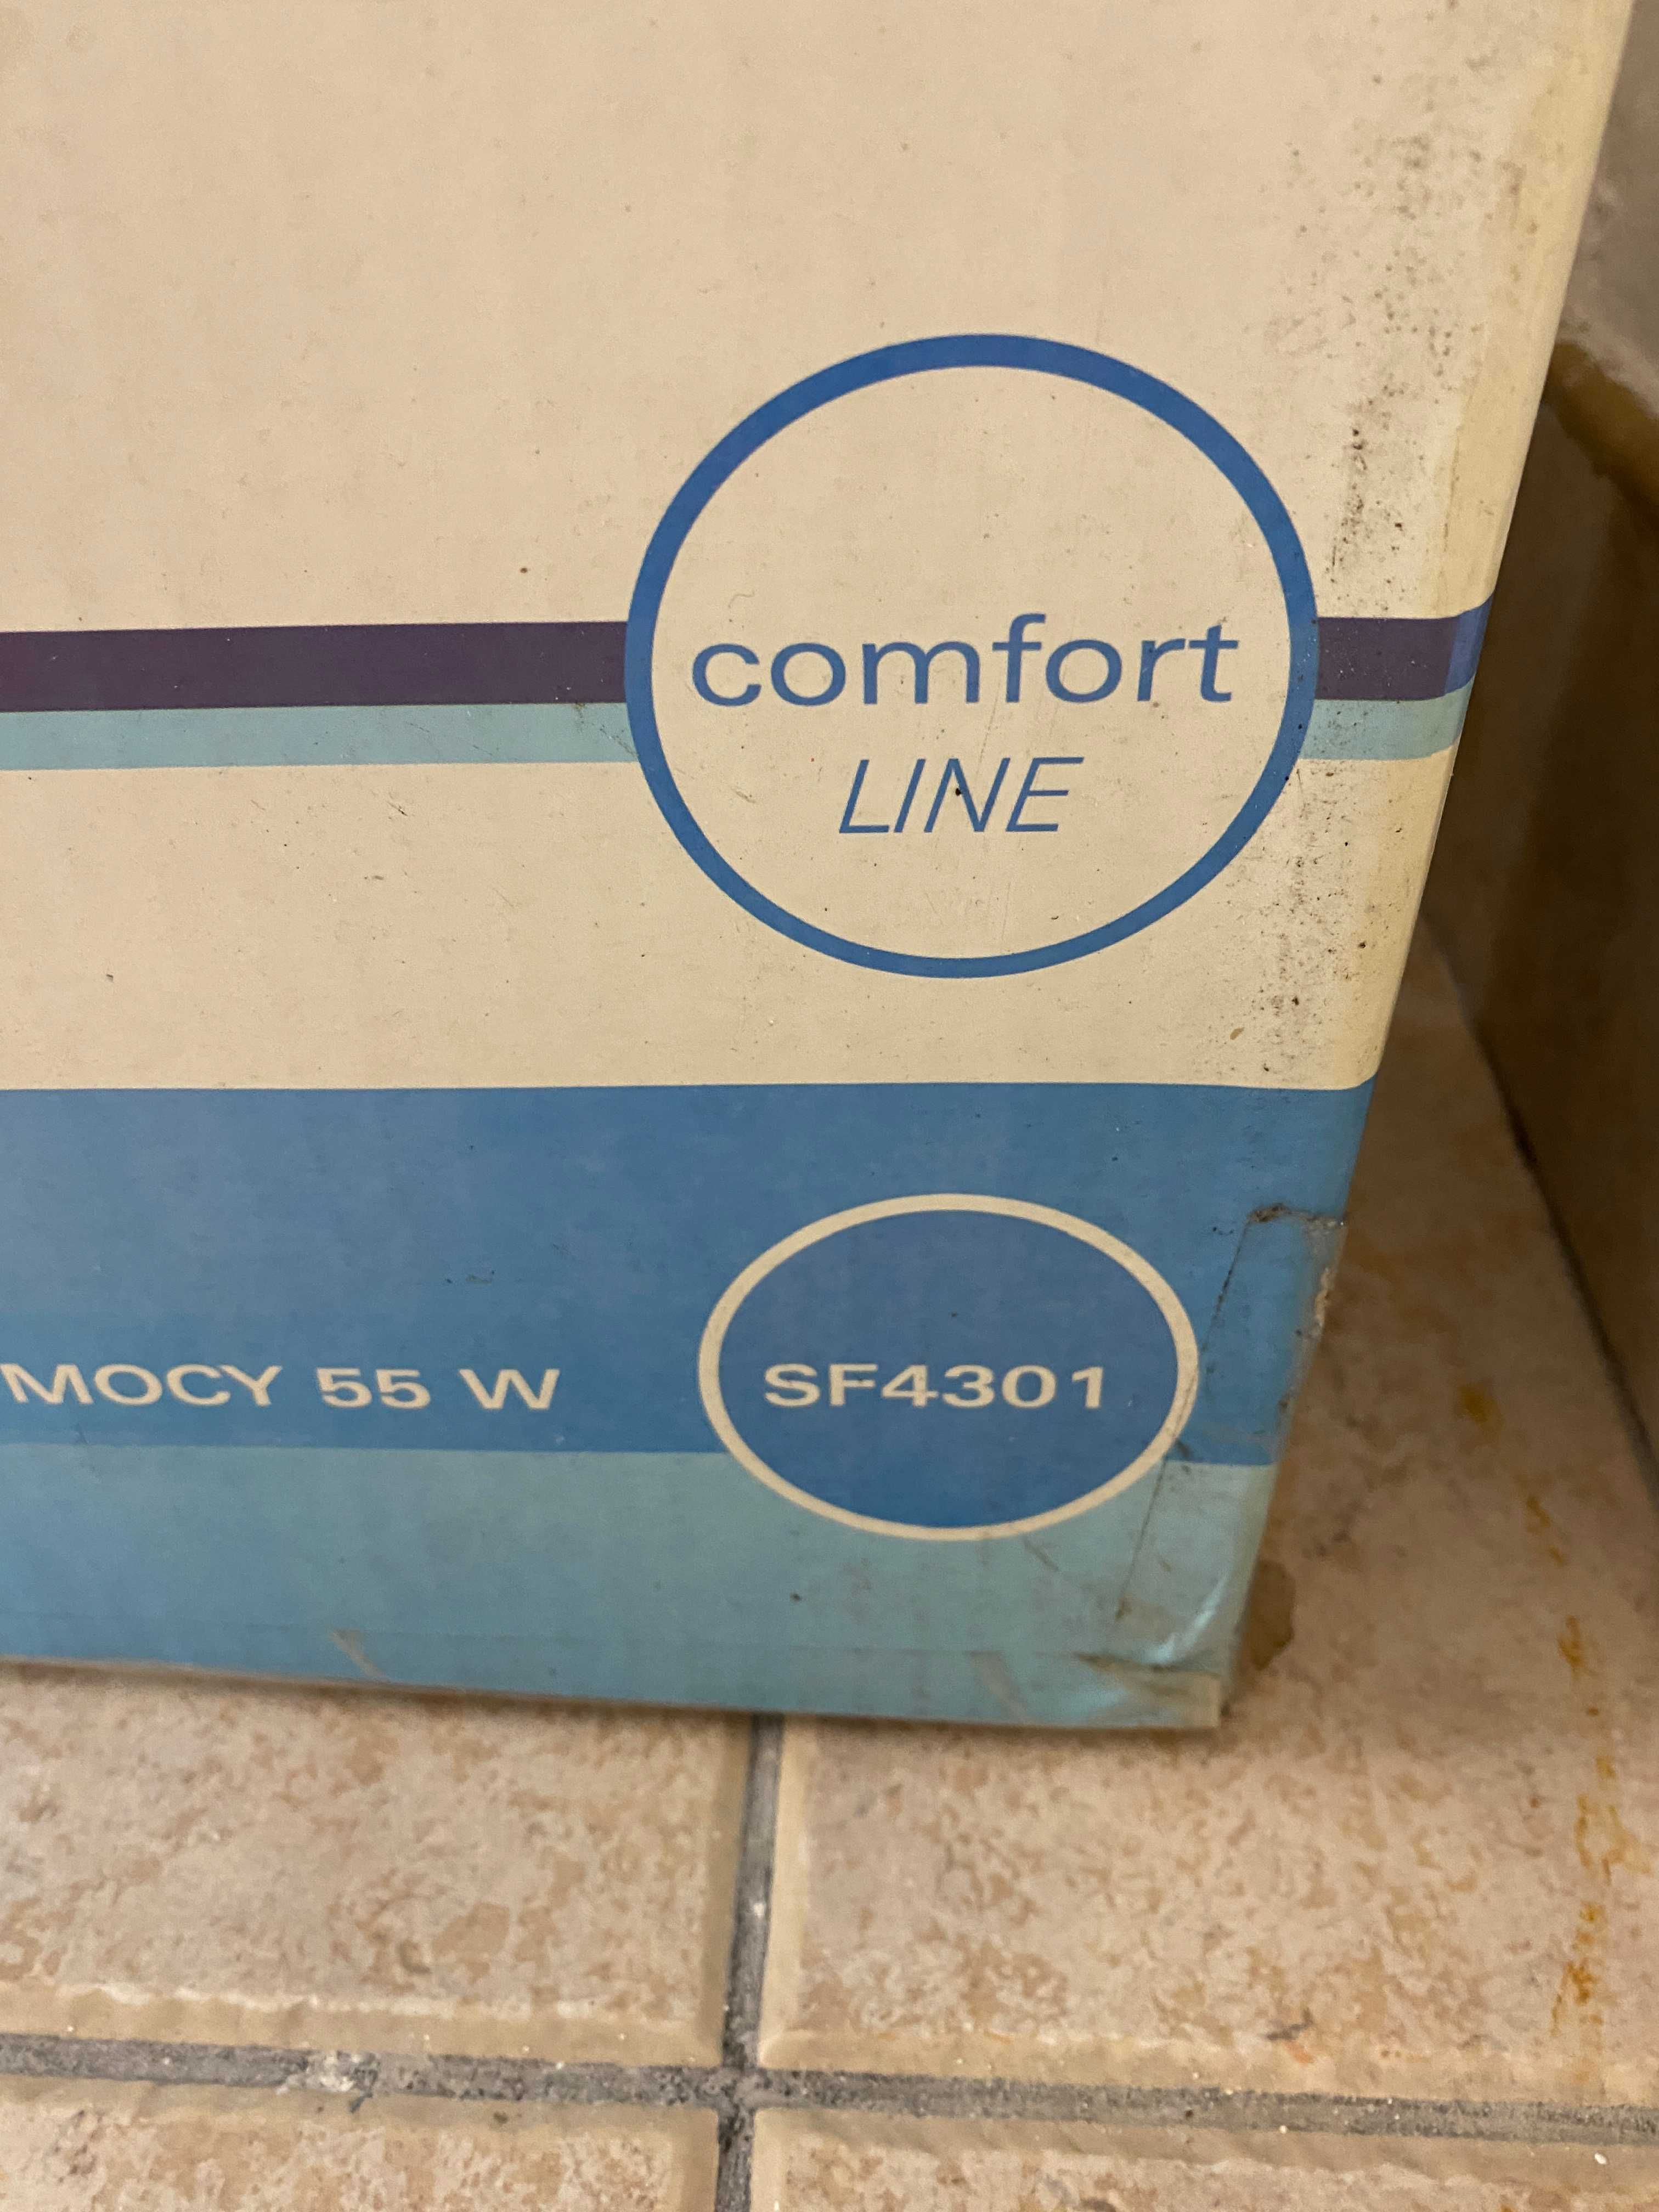 comfort
LINE
MOCY 55 W
SF4301